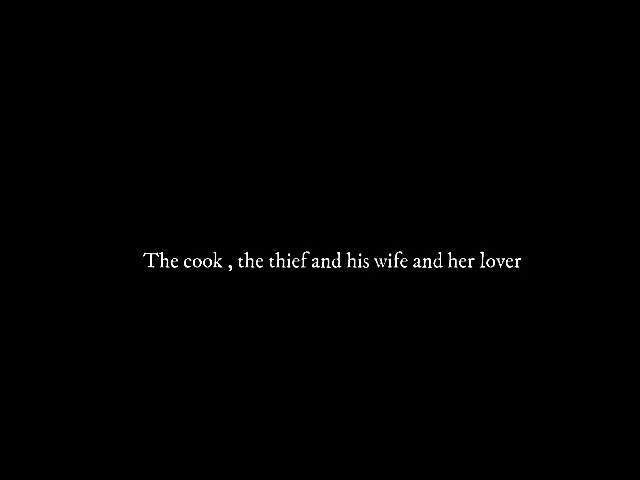 The cook , the thief and his wife and her lover